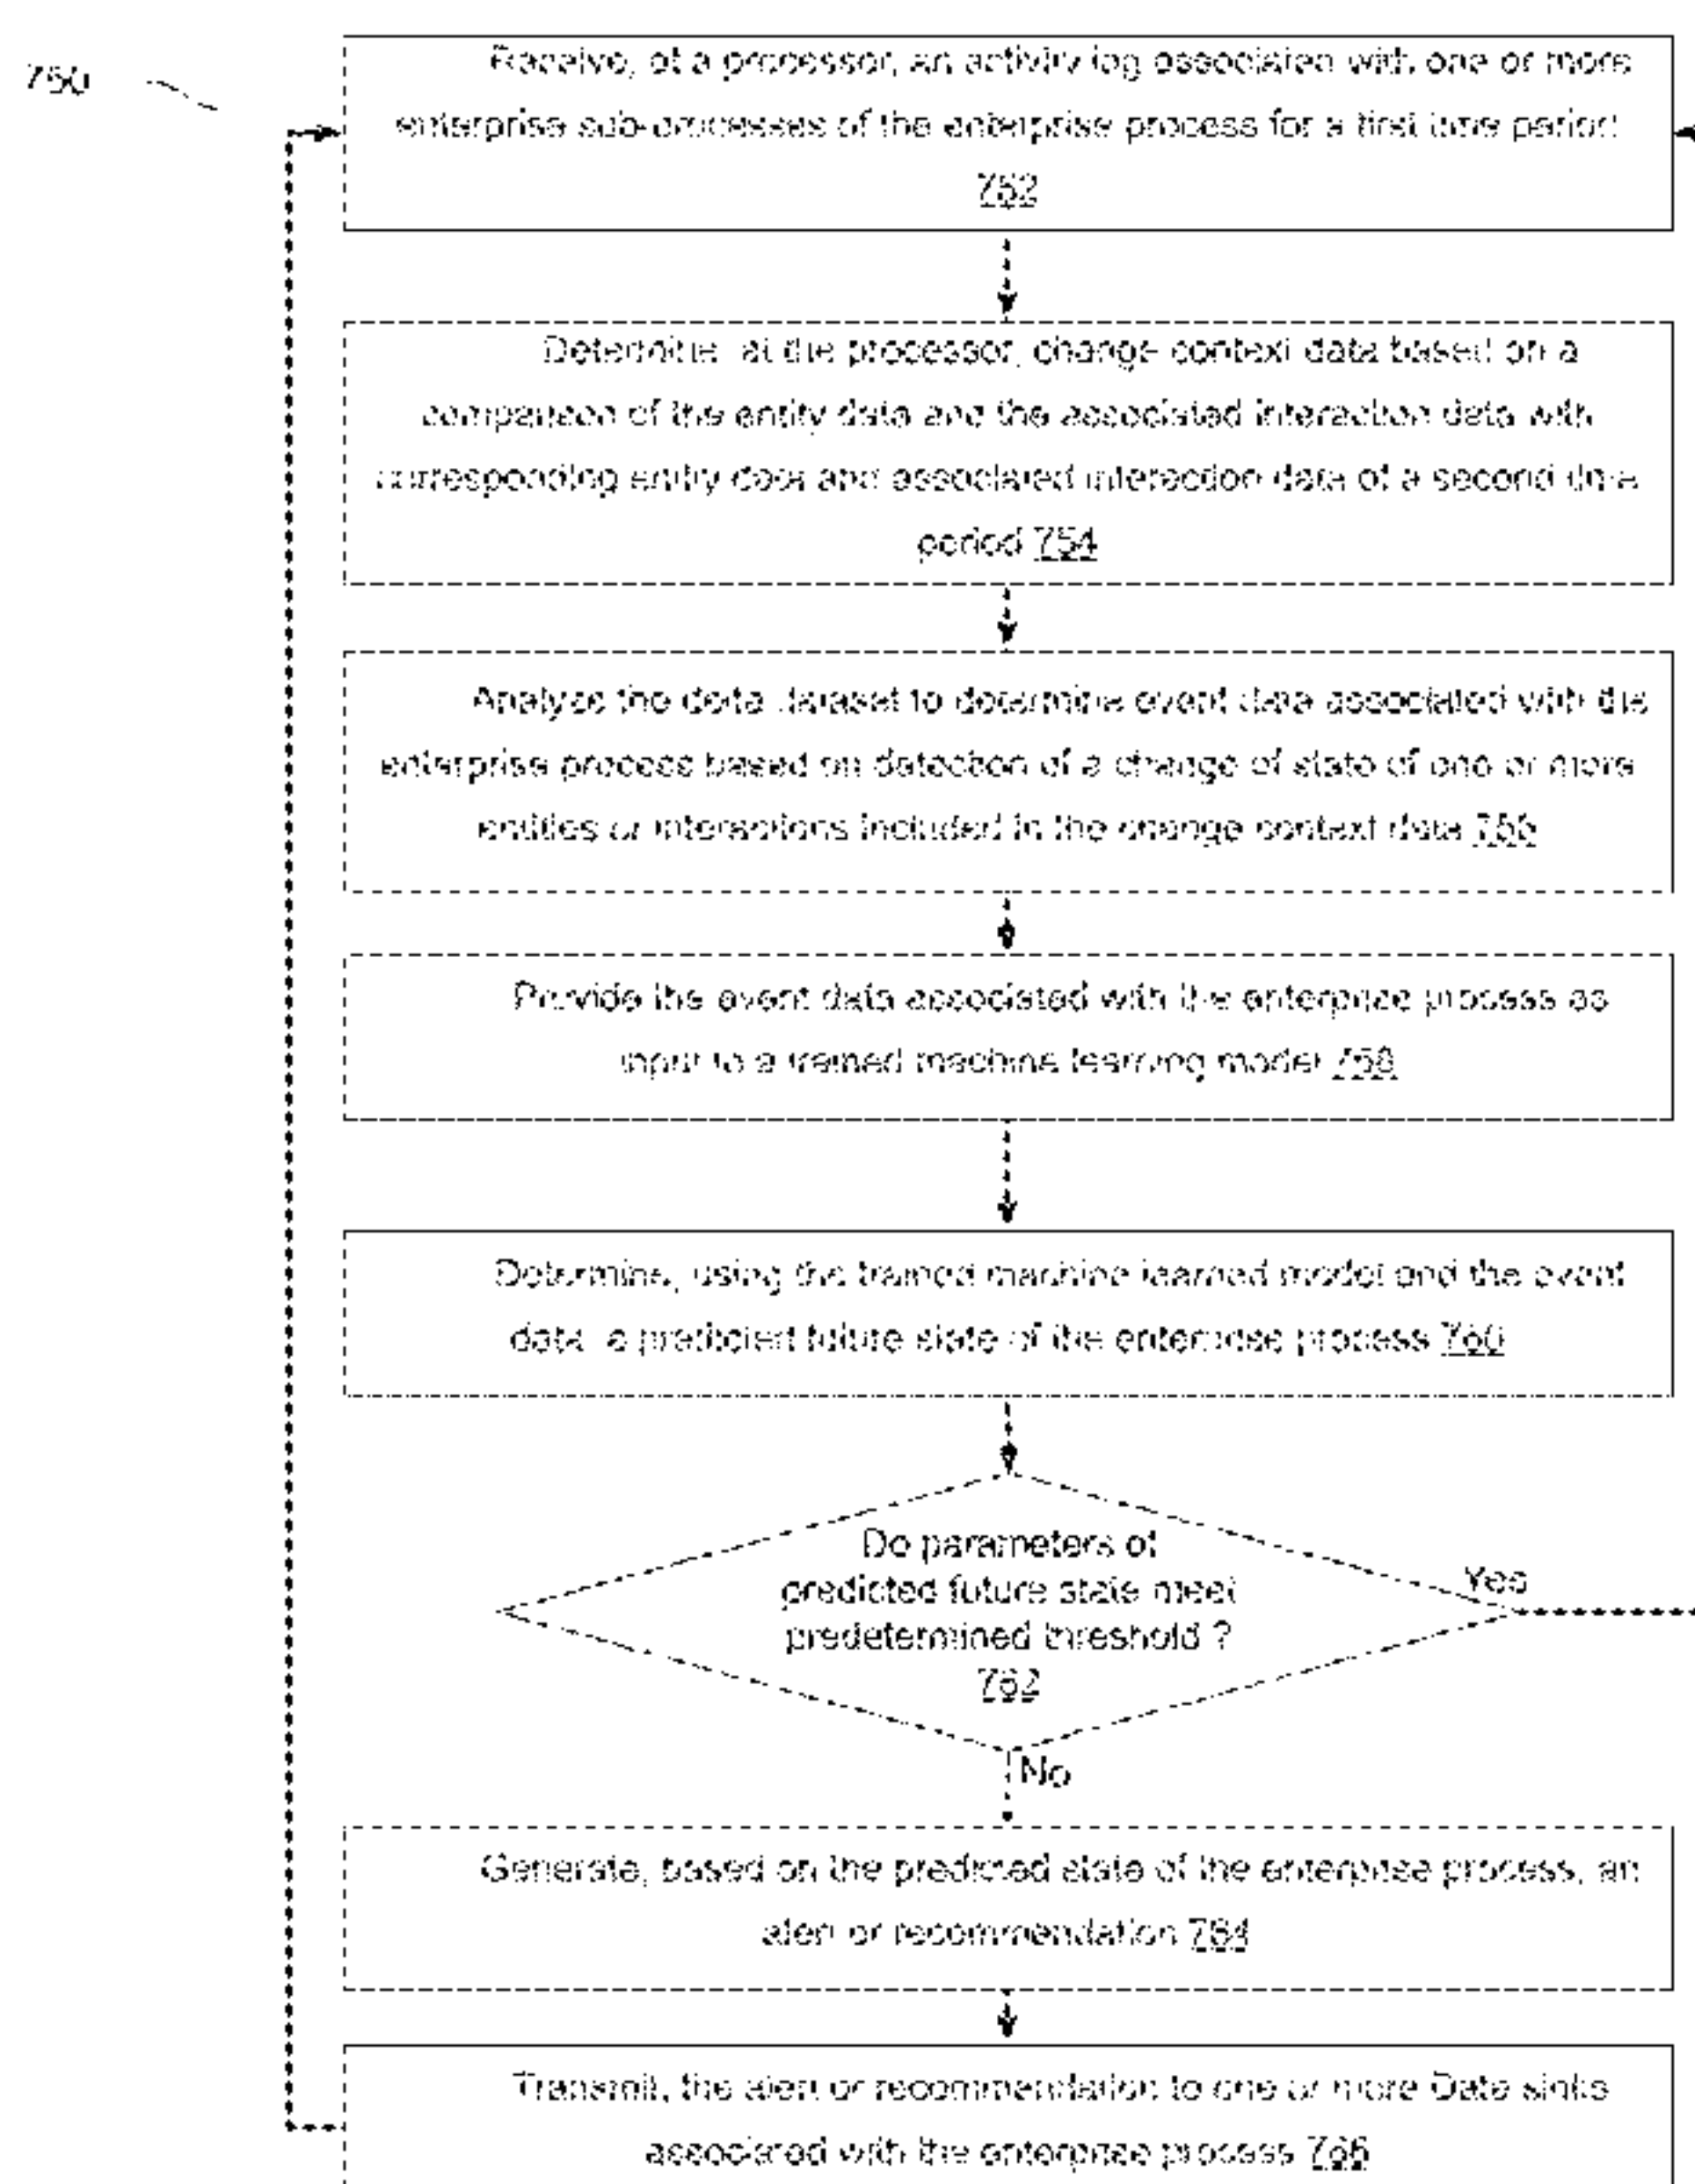 750
Receive, at a processor, an activity log associated with one or more
enterprise sub-processes of the enterprise process for a first time period
752
Determine, at the processor, change context data based on a
comparison of the entity data and the associated interaction data with
corresponding entity data and associated interaction data of a second time
period 754
Analyze the delta dataset to determine event data associated with the
enterprise process based on detection of a change of state of one or more
entities or interactions included in the change context data 756
Provide the event data associated with the enterprise process as
input to a trained machine learning model 758
Determine, using the trained machine learned model and the event
data, a predicted future state of the enterprise process 760
Do parameters of
predicted future state meet
predetermined threshold ?
762
Yes
No
Generate, based on the predicted state of the enterprise process, an
alert or recommendation 764
Transmit, the alert or recommendation to one or more Data sinks
associated with the enterprise process 766